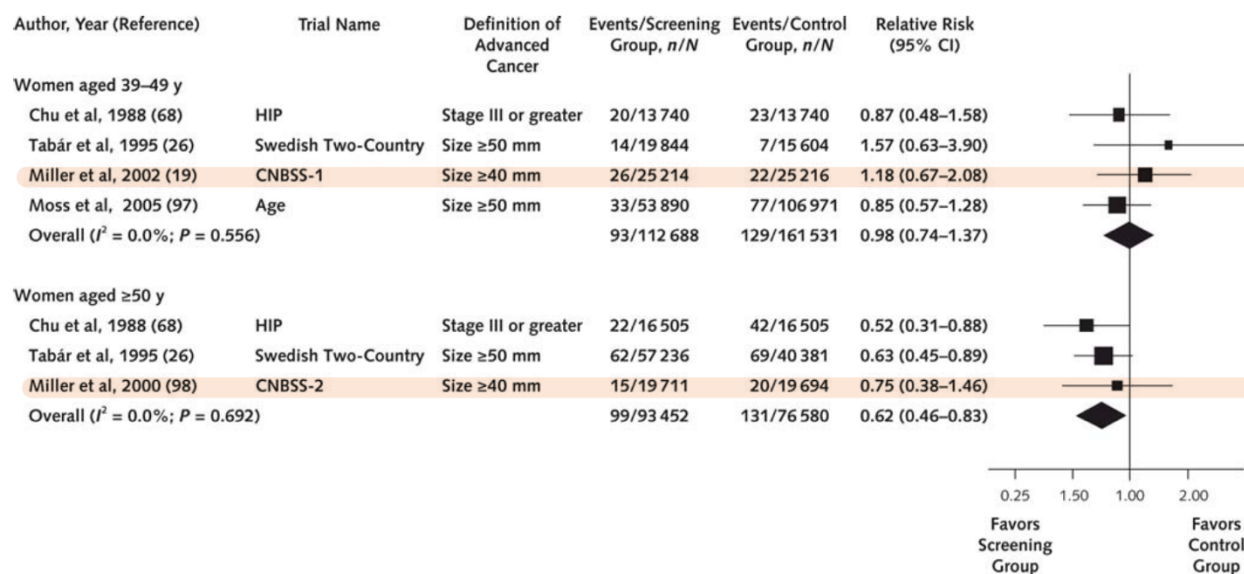 Author, Year (Reference) Trial Name Definition of Advanced Cancer Events/Screening Group, n/N Events/Control Group, n/N Relative Risk (95% CI)
Women aged 39–49 y
Chu et al, 1988 (68) HIP Stage III or greater 20/13 740 23/13 740 0.87 (0.48–1.58)
Tabár et al, 1995 (26) Swedish Two-Country Size ≥50 mm 14/19 844 7/15 604 1.57 (0.63–3.90)
Miller et al, 2002 (19) CNBSS-1 Size ≥40 mm 26/25 214 22/25 216 1.18 (0.67–2.08)
Moss et al, 2005 (97) Age Size ≥50 mm 33/53 890 77/106 971 0.85 (0.57–1.28)
Overall (I² = 0.0%; P = 0.556) 93/112 688 129/161 531 0.98 (0.74–1.37)
Women aged ≥50 y
Chu et al, 1988 (68) HIP Stage III or greater 22/16 505 42/16 505 0.52 (0.31–0.88)
Tabár et al, 1995 (26) Swedish Two-Country Size ≥50 mm 62/57 236 69/40 381 0.63 (0.45–0.89)
Miller et al, 2000 (98) CNBSS-2 Size ≥40 mm 15/19 711 20/19 694 0.75 (0.38–1.46)
Overall (I² = 0.0%; P = 0.692) 99/93 452 131/76 580 0.62 (0.46–0.83)
0.25 1.50 1.00 2.00
Favors Screening Group Favors Control Group